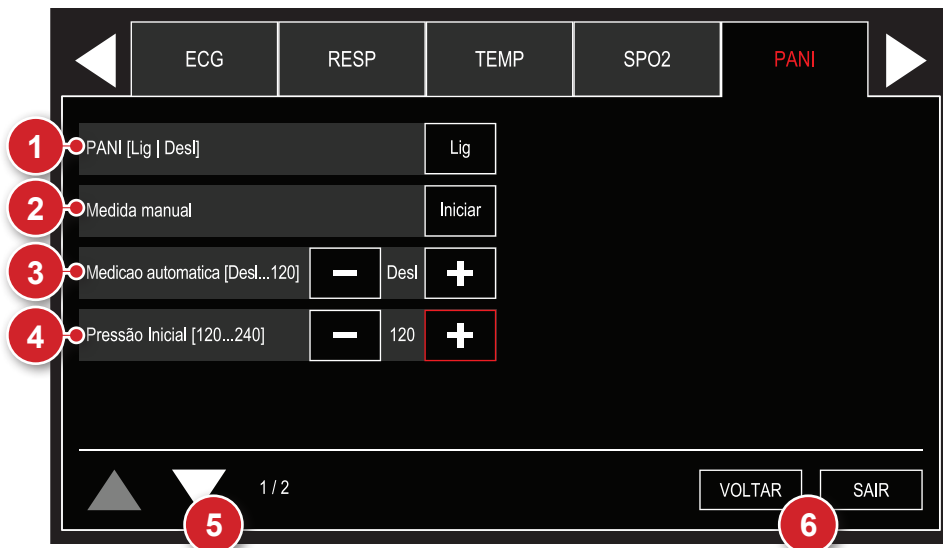 ECG
RESP
TEMP
SPO2
PANI
1
PANI [Lig | Desl]
Lig
2
Medida manual
Iniciar
3
Medicao automatica [Desl...120]
Desl
4
Pressão Inicial [120...240]
120
1 / 2
VOLTAR
SAIR
5
6